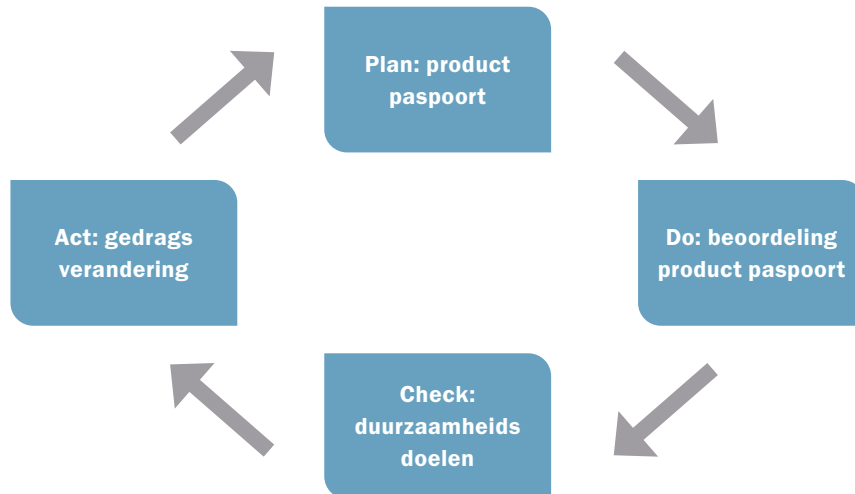 Plan: product
paspoort
Do: beoordeling
product paspoort
Check:
duurzaamheids
doelen
Act: gedrags
verandering